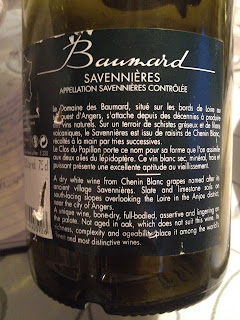 Baumard
SAVENNIÈRES
APPELLATION SAVENNIÈRES CONTRÔLÉE
Le Domaine des Baumard, situé sur les bords de Loire au
ouest d'Angers, s'attache depuis des décennies à produire
vins naturels. Sur un terroir de schistes gréseux et de filons
volcaniques, le Savennières est issu de raisins de Chenin Blanc,
récoltés à la main par tries successives.
Le Clos du Papillon porte ce nom pour sa forme que l'on assimile
aux deux ailes du lépidoptère. Ce vin blanc sec, minéral, frais et
puissant présente une excellente aptitude au vieillissement.
A dry white wine from Chenin Blanc grapes named after its
ancient village Savennières. Slate and limestone soils on
south-facing slopes overlooking the Loire in the Anjou district,
near the city of Angers.
A unique wine, bone-dry, full-bodied, assertive and lingering on
the palate. Not aged in oak, which does not suit this wine. Its
richness, complexity and ageability place it among the world's
finest and most distinctive wines.